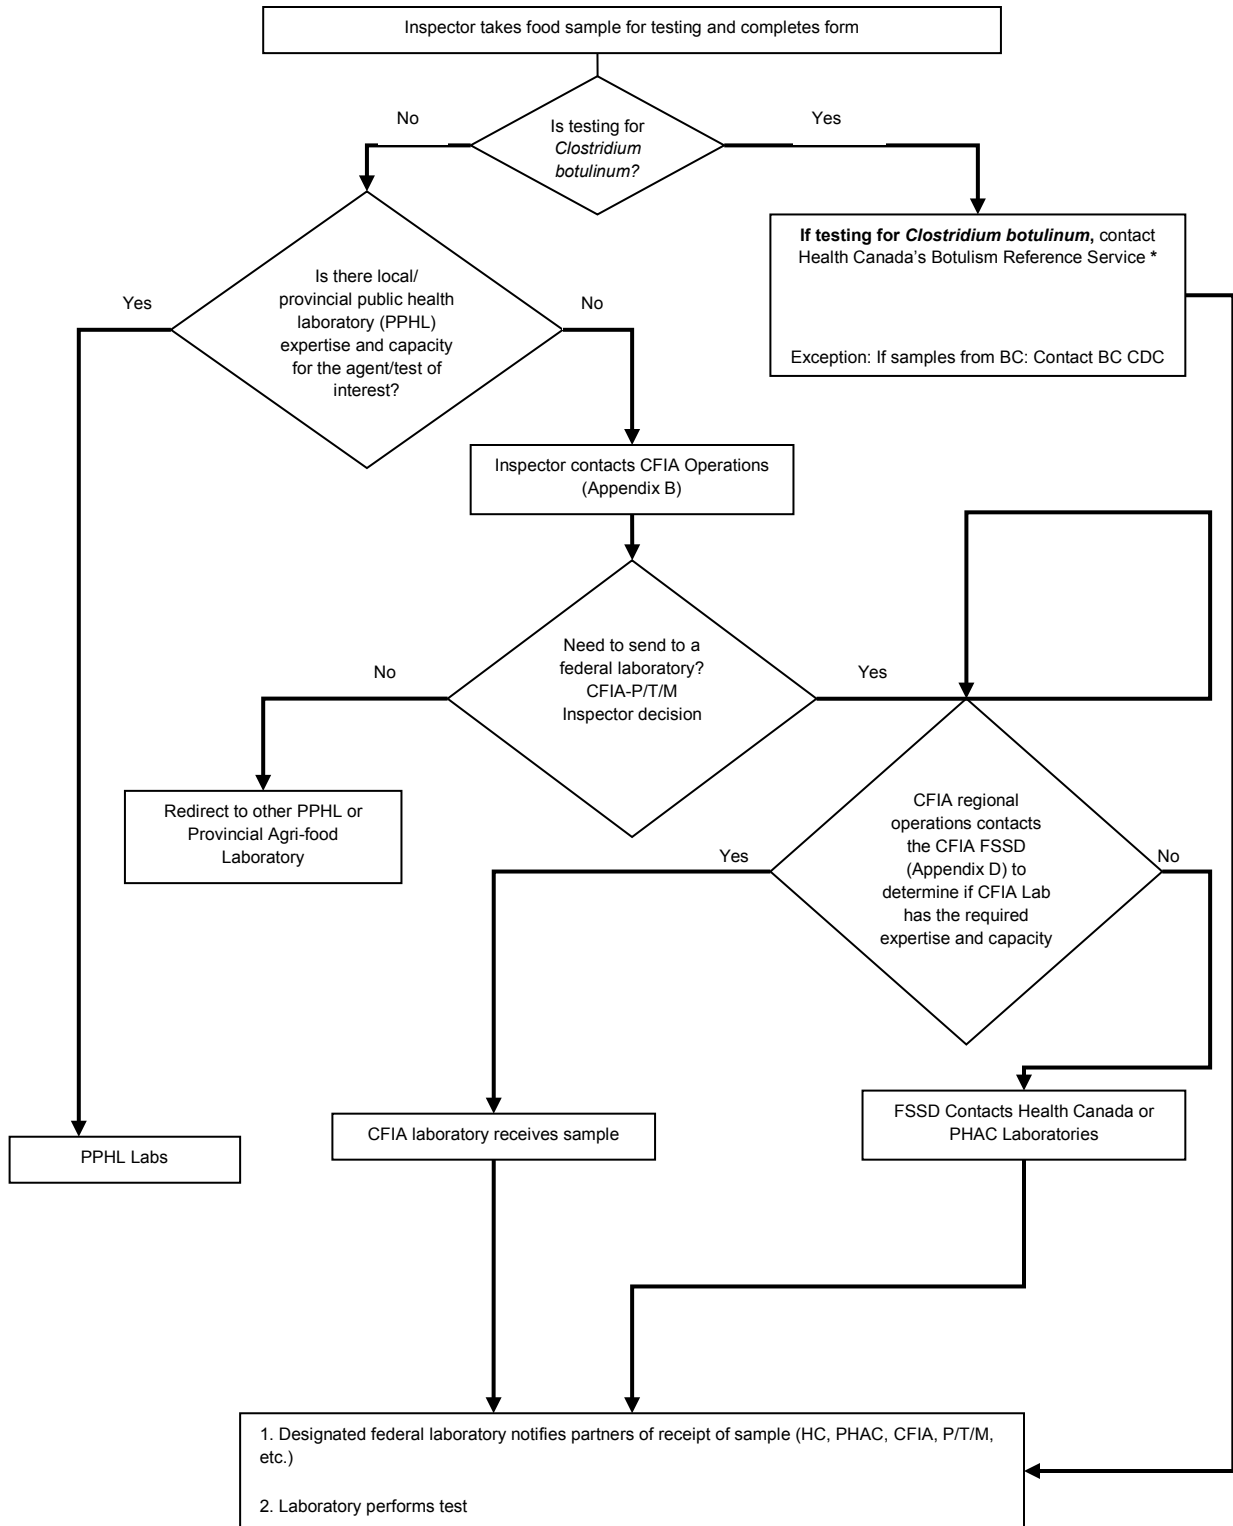 Inspector takes food sample for testing and completes form
No
Yes
Is testing for
Clostridium
botulinum?
If testing for Clostridium botulinum, contact
Health Canada's Botulism Reference Service *
Exception: If samples from BC: Contact BC CDC
Yes
No
Is there local/
provincial public health
laboratory (PPHL)
expertise and capacity
for the agent/test of
interest?
Inspector contacts CFIA Operations
(Appendix B)
No
Yes
Need to send to a
federal laboratory?
CFIA-P/T/M
Inspector decision
Redirect to other PPHL or
Provincial Agri-food
Laboratory
Yes
No
CFIA regional
operations contacts
the CFIA FSSD
(Appendix D) to
determine if CFIA Lab
has the required
expertise and capacity
PPHL Labs
CFIA laboratory receives sample
FSSD Contacts Health Canada or
PHAC Laboratories
1. Designated federal laboratory notifies partners of receipt of sample (HC, PHAC, CFIA, P/T/M,
etc.)
2. Laboratory performs test